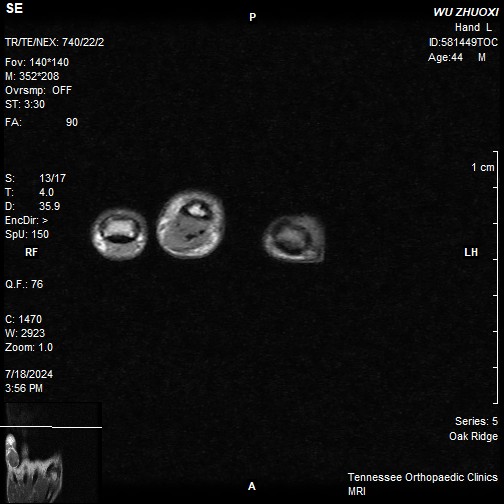 SE
P
WU ZHUOXI
Hand L
ID:581449TOC
Age:44 M
TR/TE/NEX: 740/22/2
Fov: 140*140
M: 352*208
Ovrsmp: OFF
ST: 3:30
FA: 90
1 cm
S: 13/17
T: 4.0
D: 35.9
EncDir: >
SpU: 150
RF
LH
Q.F.: 76
C: 1470
W: 2923
Zoom: 1.0
7/18/2024
3:56 PM
Series: 5
Oak Ridge
A
Tennessee Orthopaedic Clinics
MRI